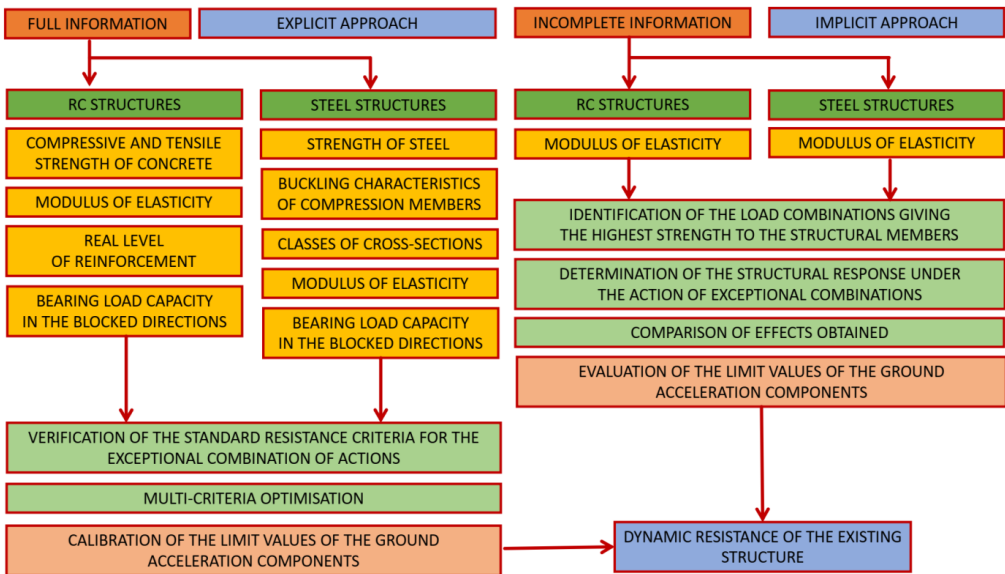 FULL INFORMATION
EXPLICIT APPROACH
RC STRUCTURES
COMPRESSIVE AND TENSILE
STRENGTH OF CONCRETE
MODULUS OF ELASTICITY
REAL LEVEL
OF REINFORCEMENT
BEARING LOAD CAPACITY
IN THE BLOCKED DIRECTIONS
STEEL STRUCTURES
STRENGTH OF STEEL
BUCKLING CHARACTERISTICS
OF COMPRESSION MEMBERS
CLASSES OF CROSS-SECTIONS
MODULUS OF ELASTICITY
BEARING LOAD CAPACITY
IN THE BLOCKED DIRECTIONS
VERIFICATION OF THE STANDARD RESISTANCE CRITERIA FOR THE
EXCEPTIONAL COMBINATION OF ACTIONS
MULTI-CRITERIA OPTIMISATION
CALIBRATION OF THE LIMIT VALUES OF THE GROUND
ACCELERATION COMPONENTS
INCOMPLETE INFORMATION
IMPLICIT APPROACH
RC STRUCTURES
MODULUS OF ELASTICITY
STEEL STRUCTURES
MODULUS OF ELASTICITY
IDENTIFICATION OF THE LOAD COMBINATIONS GIVING
THE HIGHEST STRENGTH TO THE STRUCTURAL MEMBERS
DETERMINATION OF THE STRUCTURAL RESPONSE UNDER
THE ACTION OF EXCEPTIONAL COMBINATIONS
COMPARISON OF EFFECTS OBTAINED
EVALUATION OF THE LIMIT VALUES OF THE GROUND
ACCELERATION COMPONENTS
DYNAMIC RESISTANCE OF THE EXISTING
STRUCTURE